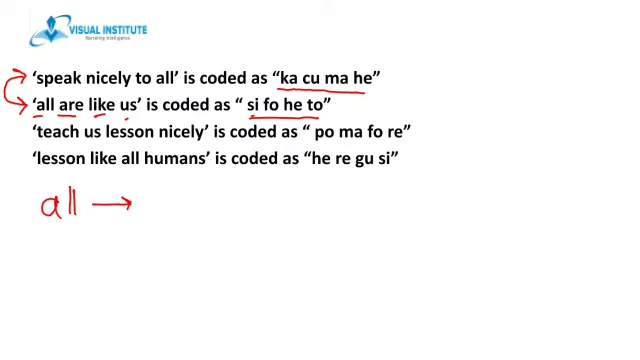 VISUAL INSTITUTE
Narrating Intelligence
‘speak nicely to all’ is coded as “ka cu ma he”
‘all are like us’ is coded as “ si fo he to”
‘teach us lesson nicely’ is coded as “ po ma fo re”
‘lesson like all humans’ is coded as “he re gu si”
all →